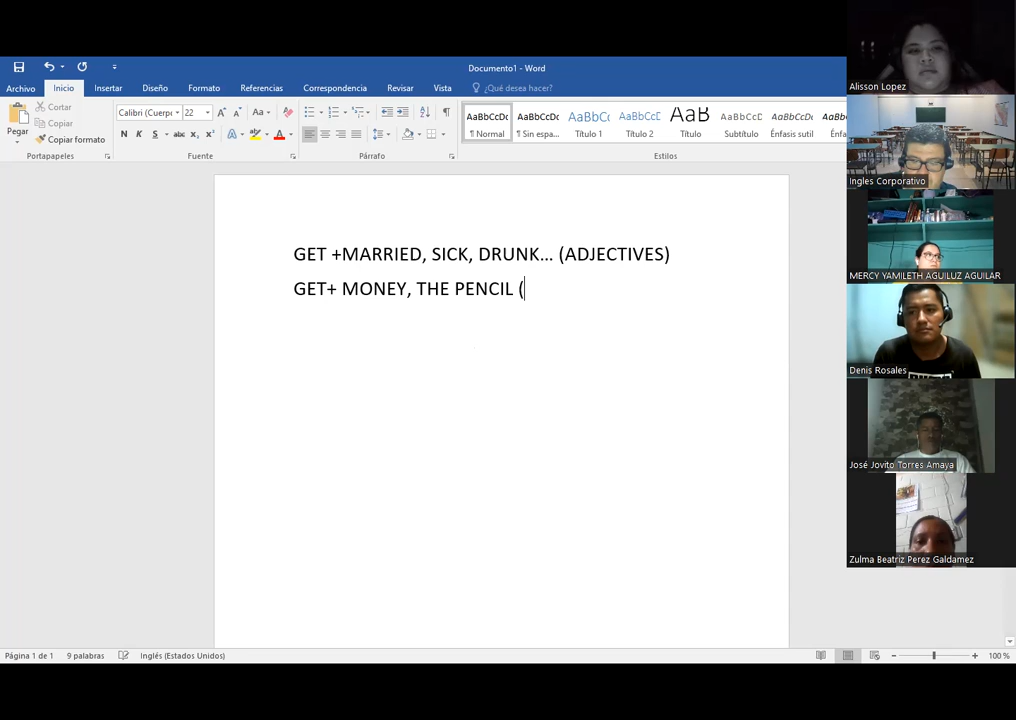 Documento1 - Word
Archivo Inicio Insertar Diseño Formato Referencias Correspondencia Revisar Vista ¿Qué desea hacer?
Pegar
Cortar
Copiar
Copiar formato
Portapapeles
Calibri (Cuerp 22
Fuente
Párrafo
AaBbCcDc AaBbCcDc AaBbCc AaBbCcD AaB AaBbCcD AaBbCcDc AaBbCcDc
¶ Normal ¶ Sin espa... Título 1 Título 2 Título Subtítulo Énfasis sutil Énfa
Estilos
GET +MARRIED, SICK, DRUNK... (ADJECTIVES)
GET+ MONEY, THE PENCIL (
Alisson Lopez
Ingles Corporativo
MERCY YAMILETH AGUILUZ AGUILAR
Denis Rosales
José Jovito Torres Amaya
Zulma Beatriz Perez Galdamez
Página 1 de 1 9 palabras Inglés (Estados Unidos) 100 %